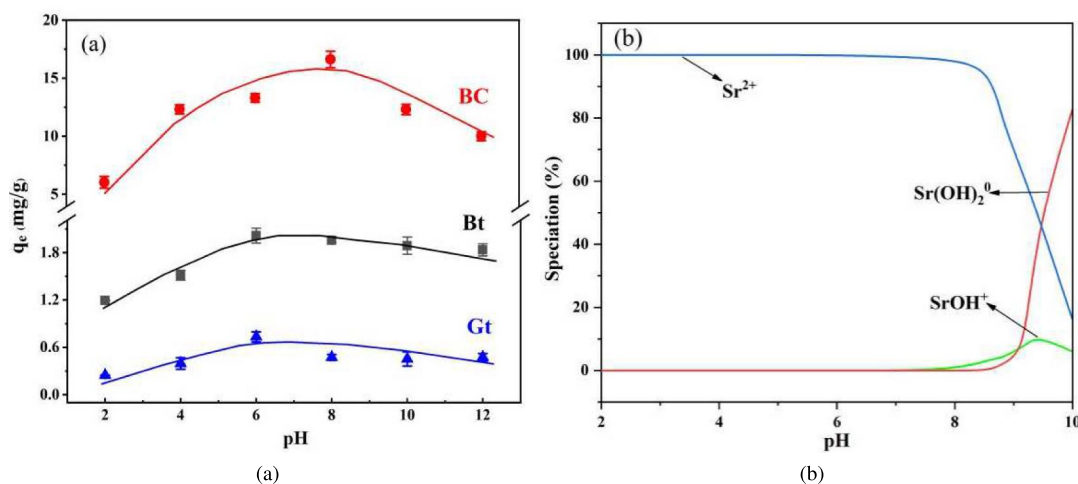 (a)
20
15
10
5
1.8
1.2
0.6
0.0
qe (mg/g)
BC
Bt
Gt
2 4 6 8 10 12
pH
(a)
(b)
100
80
60
40
20
0
Speciation (%)
Sr²⁺
Sr(OH)₂⁰
SrOH⁺
2 4 6 8 10
pH
(b)